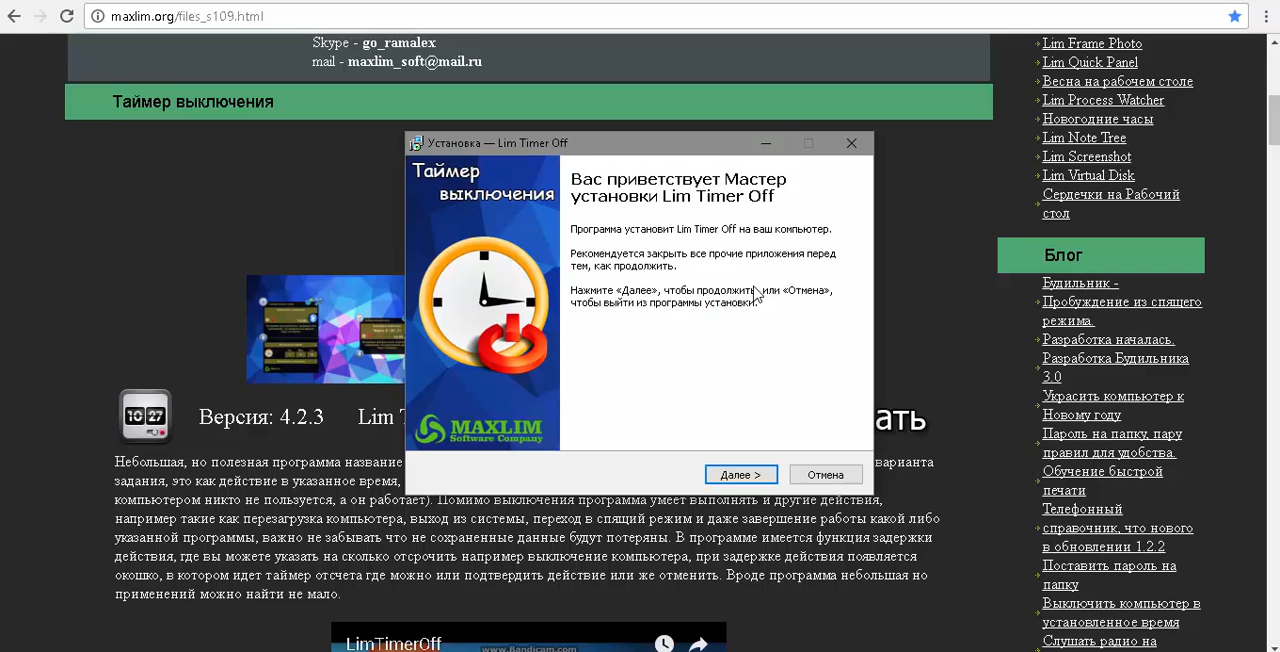 maxlim.org/files_s109.html
Skype - go_ramalex
mail - maxlim_soft@mail.ru
Таймер выключения
Установка — Lim Timer Off
Таймер
выключения
MAXLIM
Software Company
Вас приветствует Мастер
установки Lim Timer Off
Программа установит Lim Timer Off на ваш компьютер.
Рекомендуется закрыть все прочие приложения перед
тем, как продолжить.
Нажмите «Далее», чтобы продолжить, или «Отмена»,
чтобы выйти из программы установки.
Далее >
Отмена
10 27
Версия: 4.2.3
Lim
ать
Небольшая, но полезная программа название
варианта
задания, это как действие в указанное время,
компьютером никто не пользуется, а он работает). Помимо выключения программа умеет выполнять и другие действия,
например такие как перезагрузка компьютера, выход из системы, переход в спящий режим и даже завершение работы какой либо
указанной программы, важно не забывать что не сохраненные данные будут потеряны. В программе имеется функция задержки
действия, где вы можете указать на сколько отсрочить например выключение компьютера, при задержке действия появляется
окошко, в котором идет таймер отсчета где можно или подтвердить действие или же отменить. Вроде программа небольшая но
применений можно найти не мало.
LimTimerOff
www.Bandicam.com
Lim Frame Photo
Lim Quick Panel
Весна на рабочем столе
Lim Process Watcher
Новогодние часы
Lim Note Tree
Lim Screenshot
Lim Virtual Disk
Сердечки на Рабочий
стол
Блог
Будильник -
Пробуждение из спящего
режима.
Разработка началась.
Разработка Будильника
3.0
Украсить компьютер к
Новому году
Пароль на папку, пару
правил для удобства.
Обучение быстрой
печати
Телефонный
справочник, что нового
в обновлении 1.2.2
Поставить пароль на
папку
Выключить компьютер в
установленное время
Слушать радио на